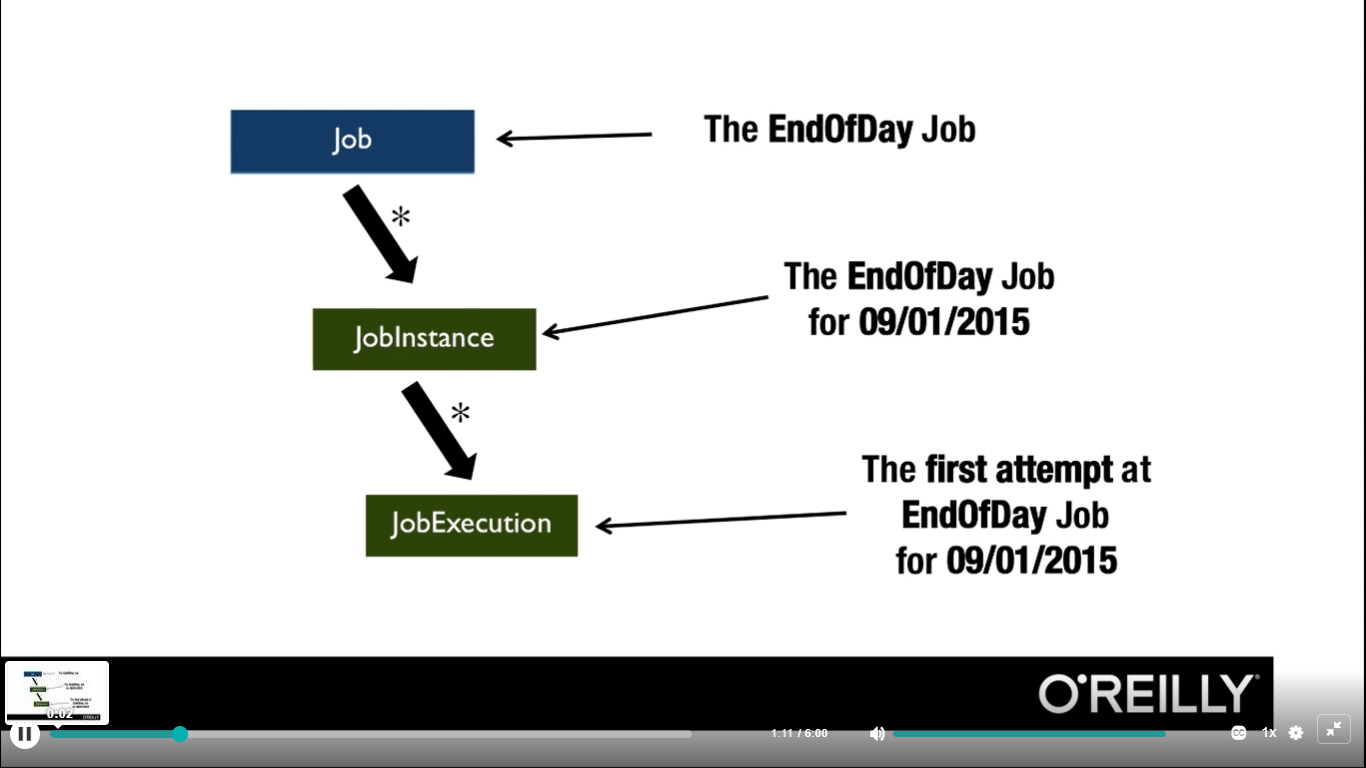 Job
The EndOfDay Job
*
The EndOfDay Job
for 09/01/2015
JobInstance
*
The first attempt at
EndOfDay Job
for 09/01/2015
JobExecution
O'REILLY®
0:02
1:11 / 6:00
CC
1x